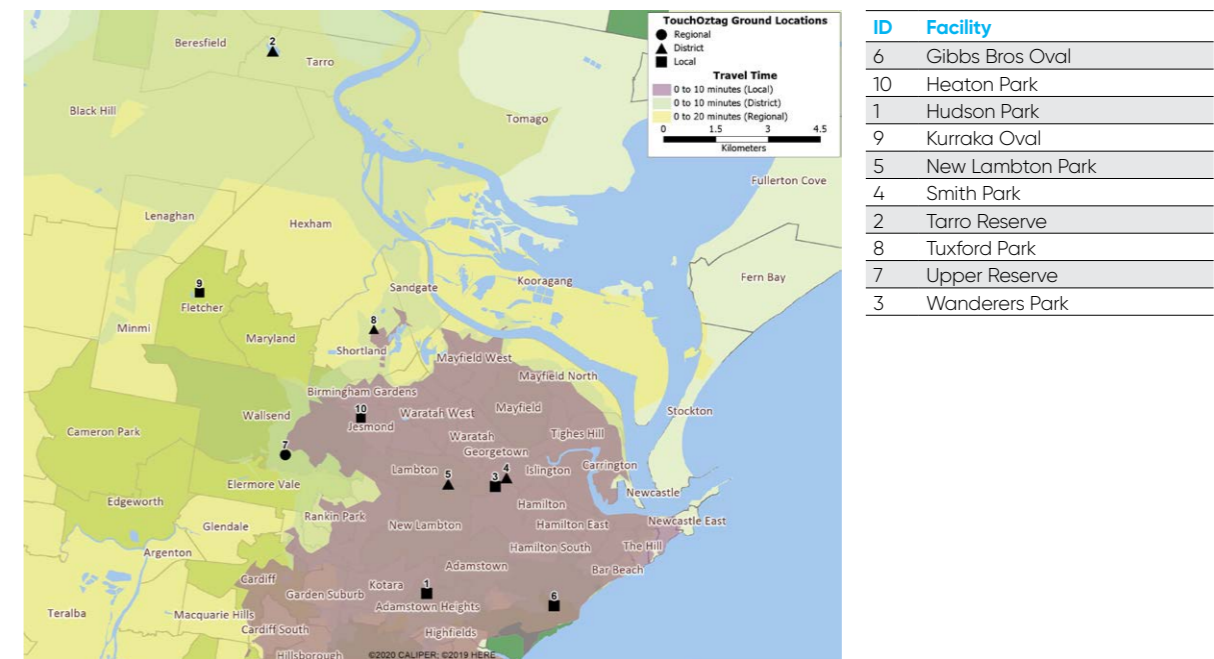 TouchOztag Ground Locations
Regional
District
Local
Travel Time
0 to 10 minutes (Local)
0 to 10 minutes (District)
0 to 20 minutes (Regional)
0 1.5 3 4.5
Kilometers
2
Beresfield
Tarro
Black Hill
Tomago
Fullerton Cove
Lenaghan
Hexham
Fern Bay
9
Fletcher
Sandgate
Kooragang
Minmi
8
Maryland
Shortland
Mayfield West
Mayfield North
Birmingham Gardens
Wallsend
10
Jesmond
Waratah West
Mayfield
Stockton
Cameron Park
7
Waratah
Tighes Hill
Georgetown
Lambton
5
3
4
Islington
Carrington
Elermore Vale
Newcastle
Edgeworth
Hamilton
Rankin Park
New Lambton
Hamilton East
Newcastle East
Glendale
Argenton
Hamilton South
The Hill
Adamstown
Bar Beach
Cardiff
Kotara
1
Garden Suburb
Adamstown Heights
6
Teralba
Macquarie Hills
Cardiff South
Highfields
Hillsborough
©2020 CALIPER; ©2019 HERE
ID Facility
6 Gibbs Bros Oval
10 Heaton Park
1 Hudson Park
9 Kurraka Oval
5 New Lambton Park
4 Smith Park
2 Tarro Reserve
8 Tuxford Park
7 Upper Reserve
3 Wanderers Park